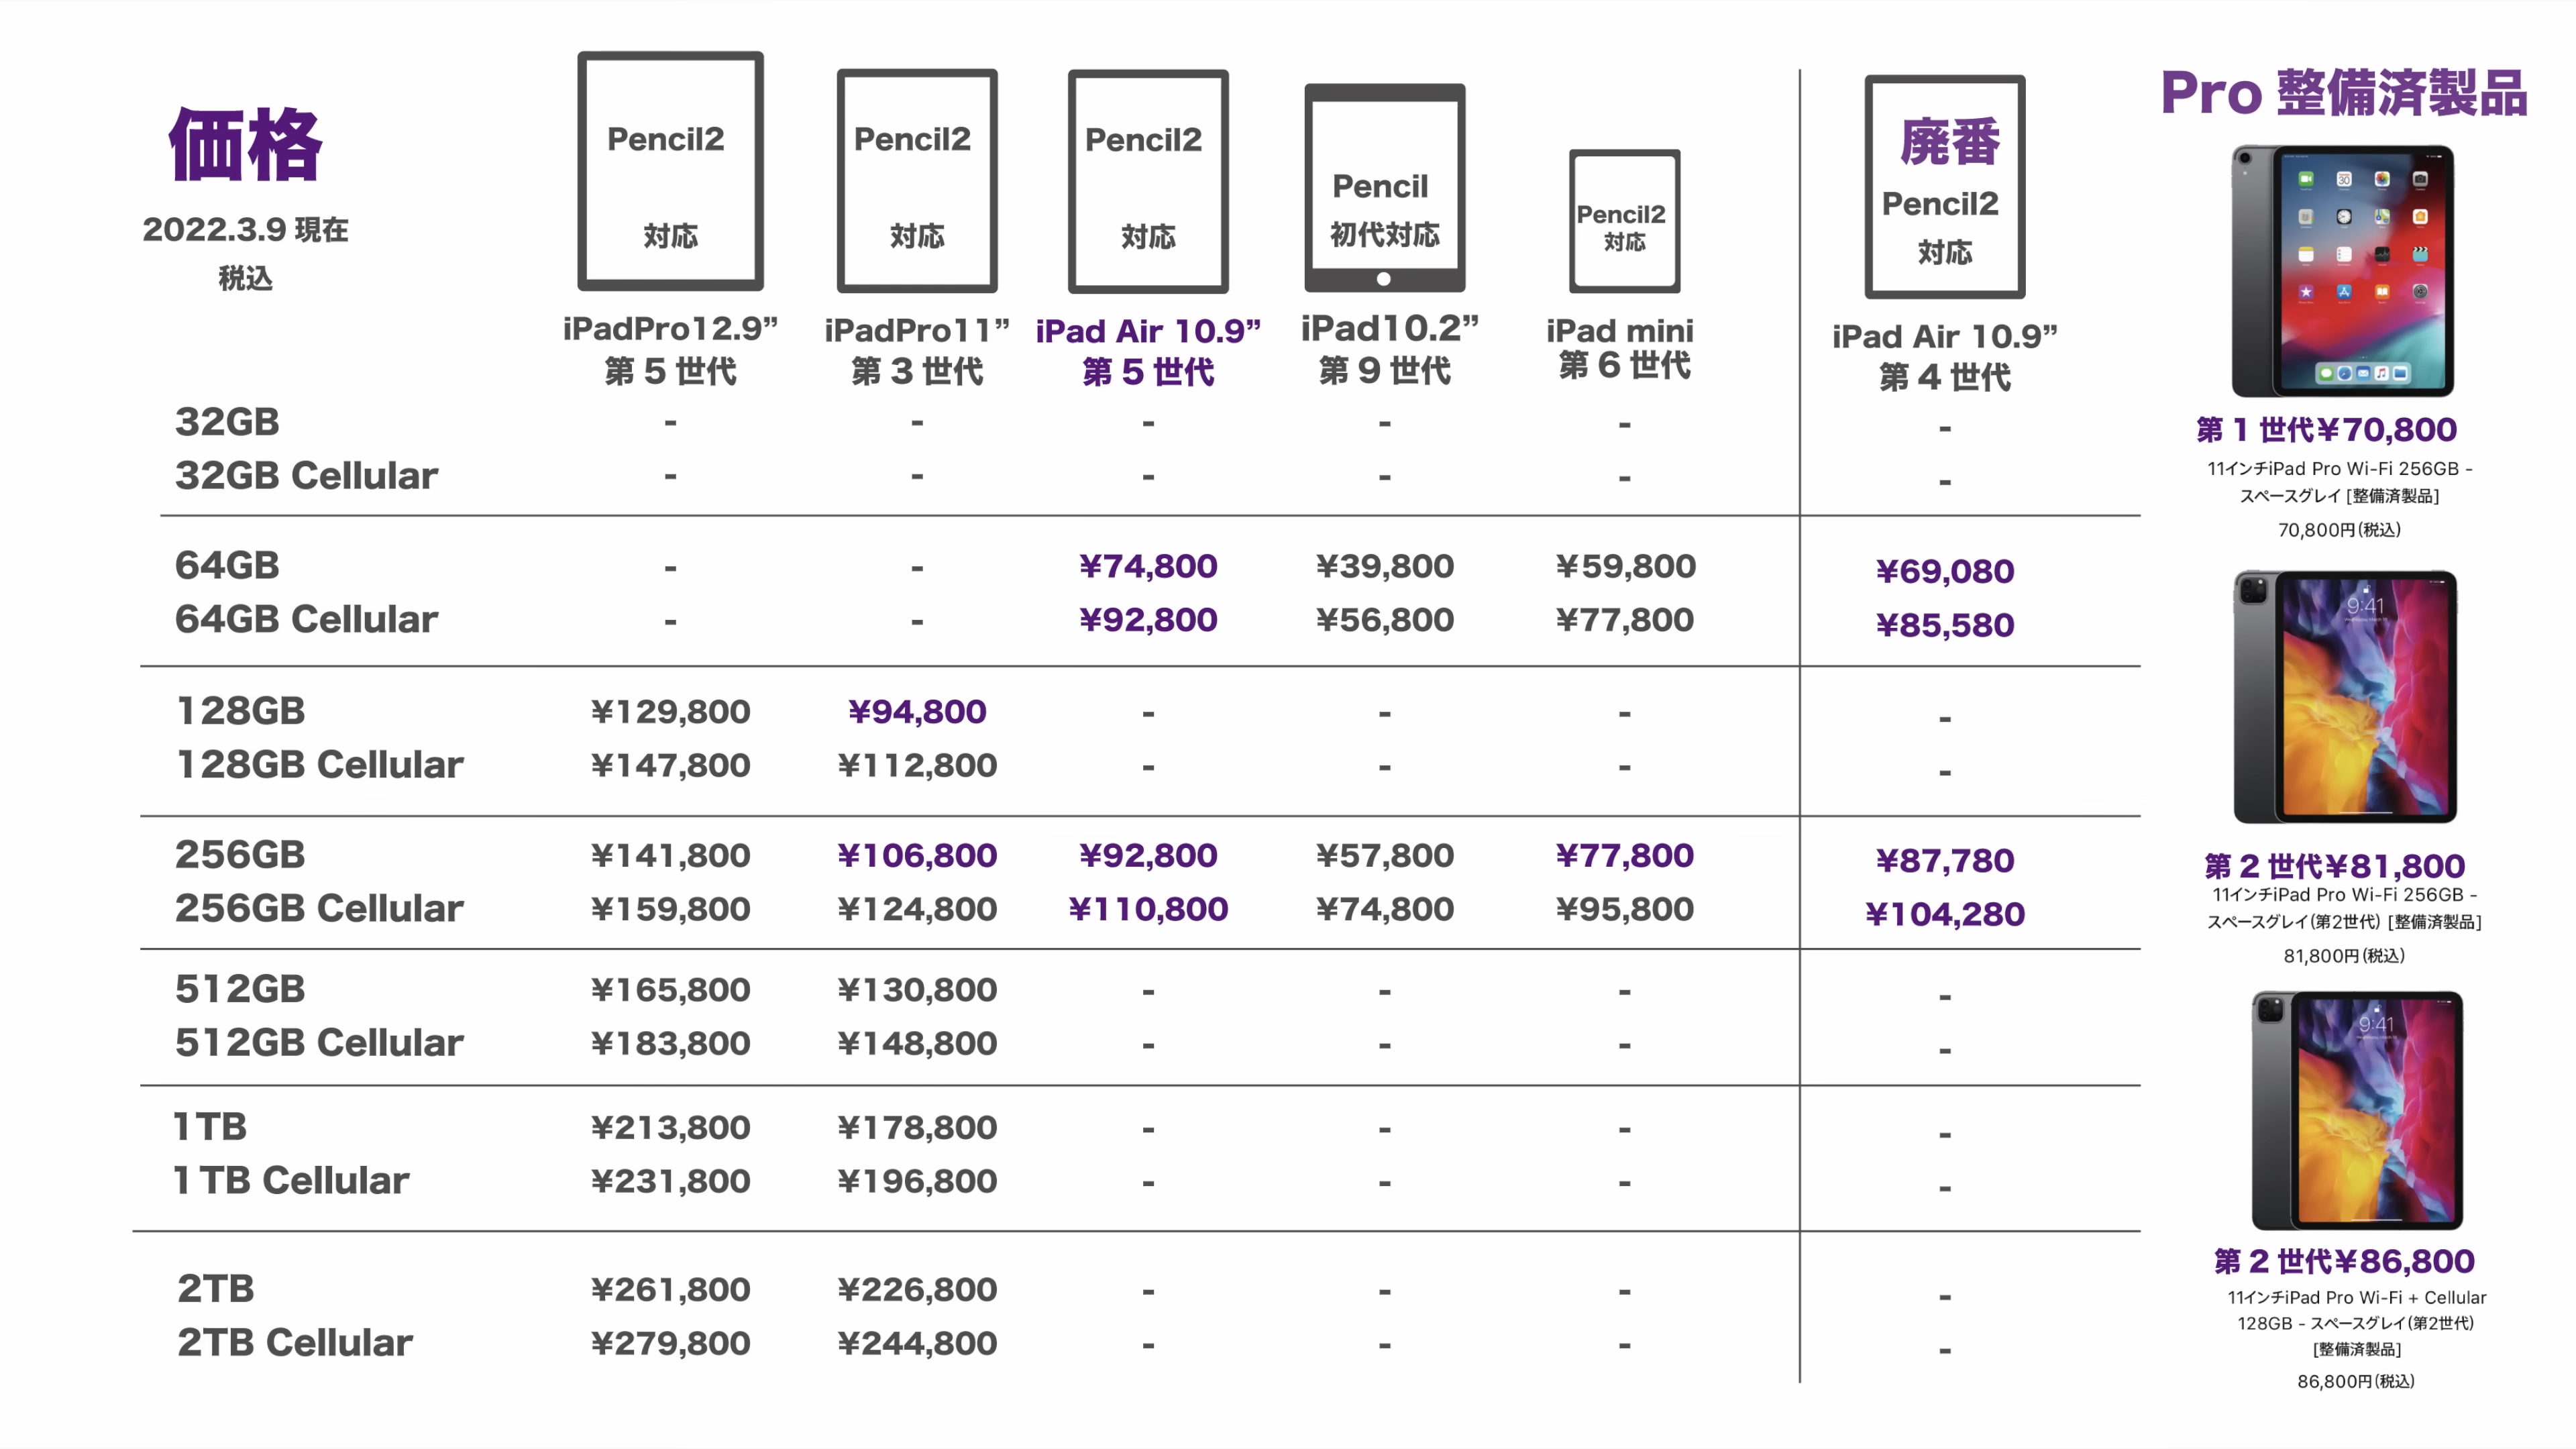 価格
2022.3.9 現在
税込
Pencil2
対応
iPadPro12.9”
第 5 世代
Pencil2
対応
iPadPro11”
第 3 世代
Pencil2
対応
iPad Air 10.9”
第 5 世代
Pencil
初代対応
iPad10.2”
第 9 世代
Pencil2
対応
iPad mini
第 6 世代
廃番
Pencil2
対応
iPad Air 10.9”
第 4 世代
32GB - - - - - -
32GB Cellular - - - - - -
64GB - - ¥74,800 ¥39,800 ¥59,800 ¥69,080
64GB Cellular - - ¥92,800 ¥56,800 ¥77,800 ¥85,580
128GB ¥129,800 ¥94,800 - - - -
128GB Cellular ¥147,800 ¥112,800 - - - -
256GB ¥141,800 ¥106,800 ¥92,800 ¥57,800 ¥77,800 ¥87,780
256GB Cellular ¥159,800 ¥124,800 ¥110,800 ¥74,800 ¥95,800 ¥104,280
512GB ¥165,800 ¥130,800 - - - -
512GB Cellular ¥183,800 ¥148,800 - - - -
1TB ¥213,800 ¥178,800 - - - -
1TB Cellular ¥231,800 ¥196,800 - - - -
2TB ¥261,800 ¥226,800 - - - -
2TB Cellular ¥279,800 ¥244,800 - - - -
Pro 整備済製品
30
第 1 世代¥70,800
11インチiPad Pro Wi-Fi 256GB -
スペースグレイ [整備済製品]
70,800円(税込)
9:41
第 2 世代¥81,800
11インチiPad Pro Wi-Fi 256GB -
スペースグレイ(第2世代) [整備済製品]
81,800円(税込)
9:41
第 2 世代¥86,800
11インチiPad Pro Wi-Fi + Cellular
128GB - スペースグレイ(第2世代)
[整備済製品]
86,800円(税込)